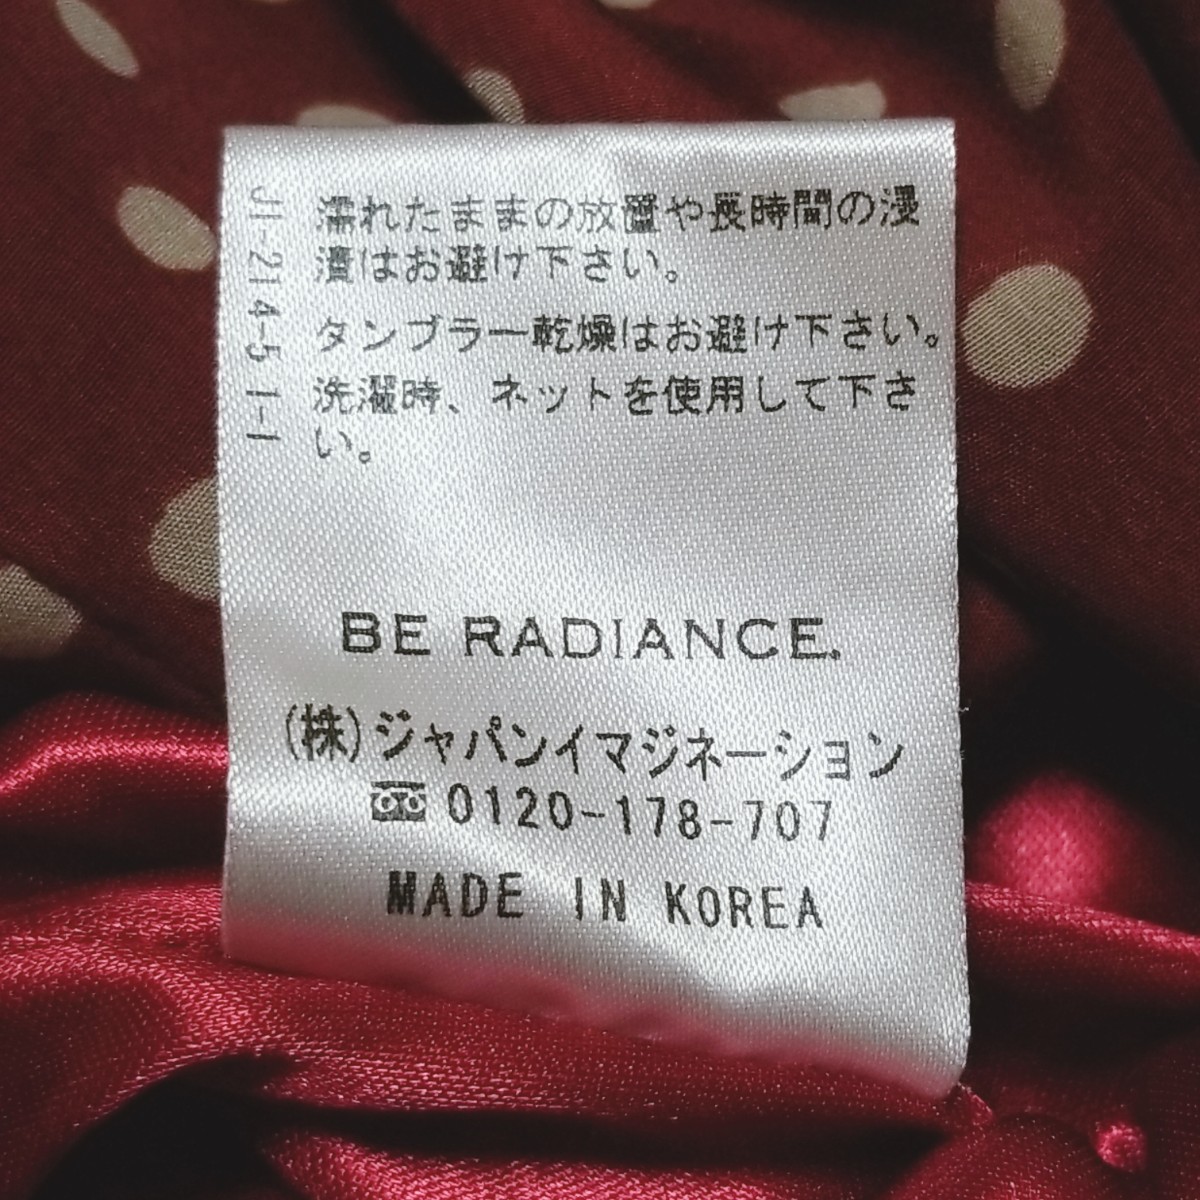 濡れたままの放置や長時間の浸
漬はお避け下さい。
タンブラー乾燥はお避け下さい。
洗濯時、ネットを使用して下さ
い。
JI-214-51-1
BE RADIANCE.
(株)ジャパンイマジネーション
0120-178-707
MADE IN KOREA